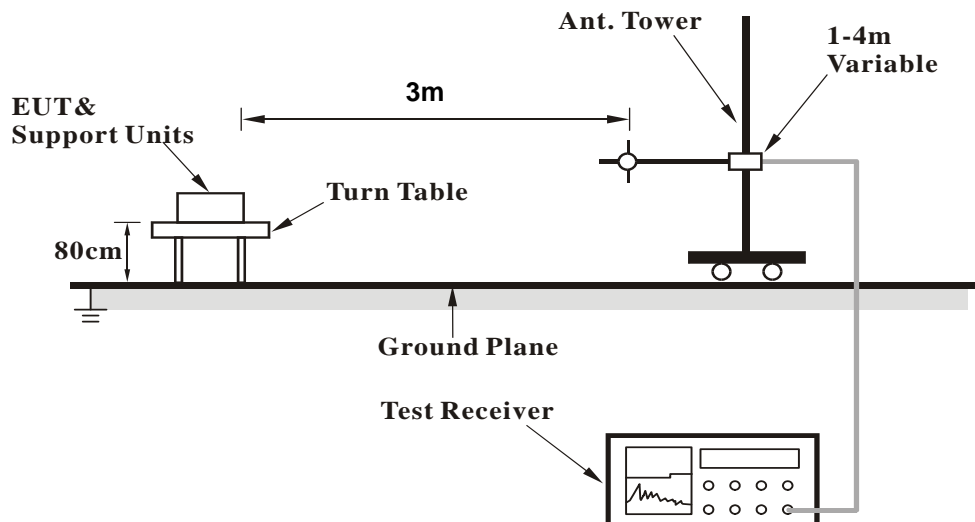 Ant. Tower
1-4m
Variable
3m
EUT&
Support Units
Turn Table
80cm
Ground Plane
Test Receiver